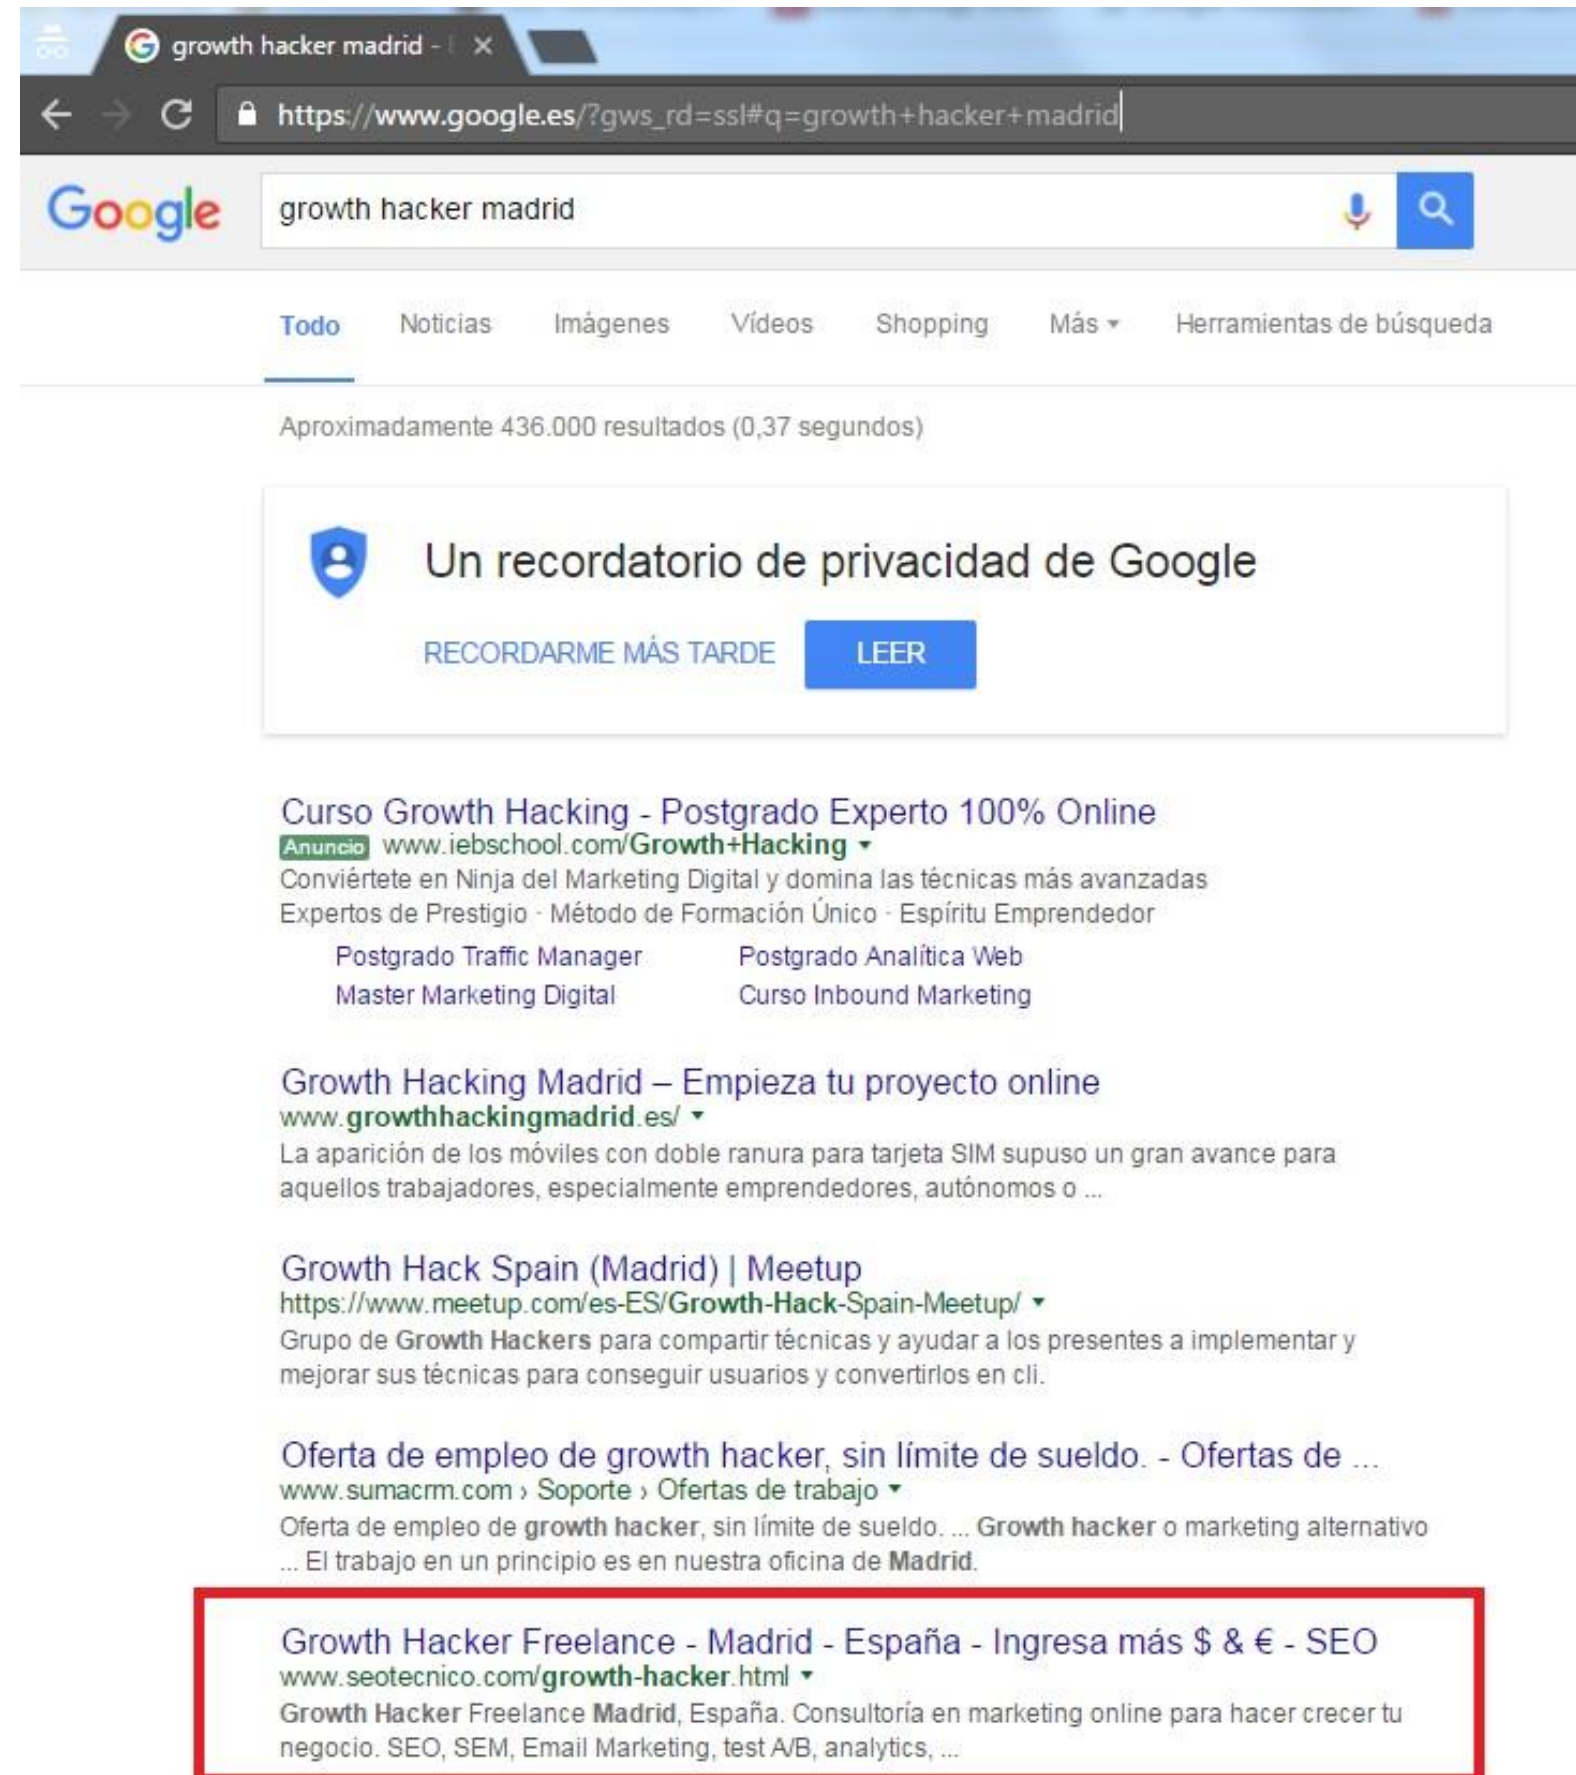 growth hacker madrid -
https://www.google.es/?gws_rd=ssl#q=growth+hacker+madrid
Google
growth hacker madrid
Todo Noticias Imágenes Vídeos Shopping Más Herramientas de búsqueda
Aproximadamente 436.000 resultados (0,37 segundos)
Un recordatorio de privacidad de Google
RECORDARME MÁS TARDE LEER
Curso Growth Hacking - Postgrado Experto 100% Online
Anuncio www.iebschool.com/Growth+Hacking
Conviértete en Ninja del Marketing Digital y domina las técnicas más avanzadas
Expertos de Prestigio · Método de Formación Único · Espíritu Emprendedor
Postgrado Traffic Manager Postgrado Analítica Web
Master Marketing Digital Curso Inbound Marketing
Growth Hacking Madrid – Empieza tu proyecto online
www.growthhackingmadrid.es/
La aparición de los móviles con doble ranura para tarjeta SIM supuso un gran avance para
aquellos trabajadores, especialmente emprendedores, autónomos o ...
Growth Hack Spain (Madrid) | Meetup
https://www.meetup.com/es-ES/Growth-Hack-Spain-Meetup/
Grupo de Growth Hackers para compartir técnicas y ayudar a los presentes a implementar y
mejorar sus técnicas para conseguir usuarios y convertirlos en cli.
Oferta de empleo de growth hacker, sin límite de sueldo. - Ofertas de ...
www.sumacrm.com › Soporte › Ofertas de trabajo
Oferta de empleo de growth hacker, sin límite de sueldo. ... Growth hacker o marketing alternativo
... El trabajo en un principio es en nuestra oficina de Madrid.
Growth Hacker Freelance - Madrid - España - Ingresa más $ & € - SEO
www.seotecnico.com/growth-hacker.html
Growth Hacker Freelance Madrid, España. Consultoría en marketing online para hacer crecer tu
negocio. SEO, SEM, Email Marketing, test A/B, analytics, ...